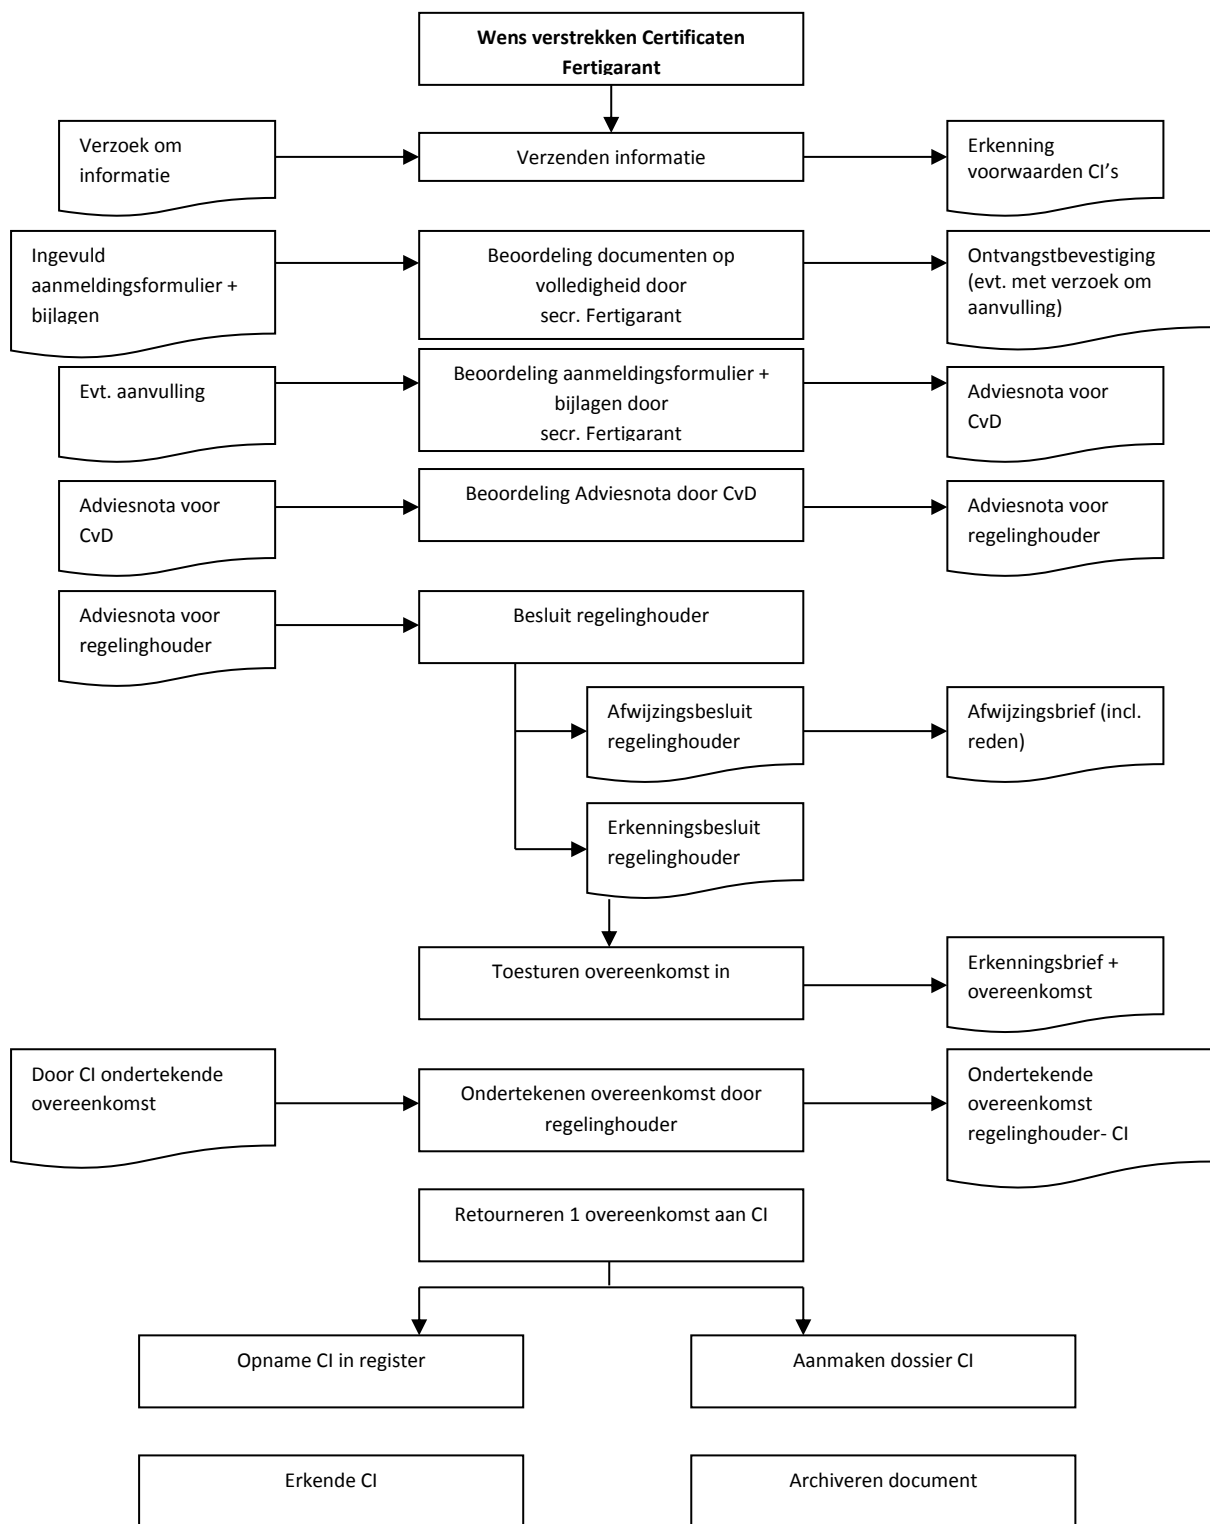 Wens verstrekken Certificaten
Fertigarant
Verzoek om
informatie
Verzenden informatie
Erkenning
voorwaarden CI’s
Ingevuld
aanmeldingsformulier +
bijlagen
Beoordeling documenten op
volledigheid door
secr. Fertigarant
Ontvangstbevestiging
(evt. met verzoek om
aanvulling)
Evt. aanvulling
Beoordeling aanmeldingsformulier +
bijlagen door
secr. Fertigarant
Adviesnota voor
CvD
Adviesnota voor
CvD
Beoordeling Adviesnota door CvD
Adviesnota voor
regelinghouder
Adviesnota voor
regelinghouder
Besluit regelinghouder
Afwijzingsbesluit
regelinghouder
Afwijzingsbrief (incl.
reden)
Erkenningsbesluit
regelinghouder
Toesturen overeenkomst in
Erkenningsbrief +
overeenkomst
Door CI ondertekende
overeenkomst
Ondertekenen overeenkomst door
regelinghouder
Ondertekende
overeenkomst
regelinghouder- CI
Retourneren 1 overeenkomst aan CI
Opname CI in register
Aanmaken dossier CI
Erkende CI
Archiveren document